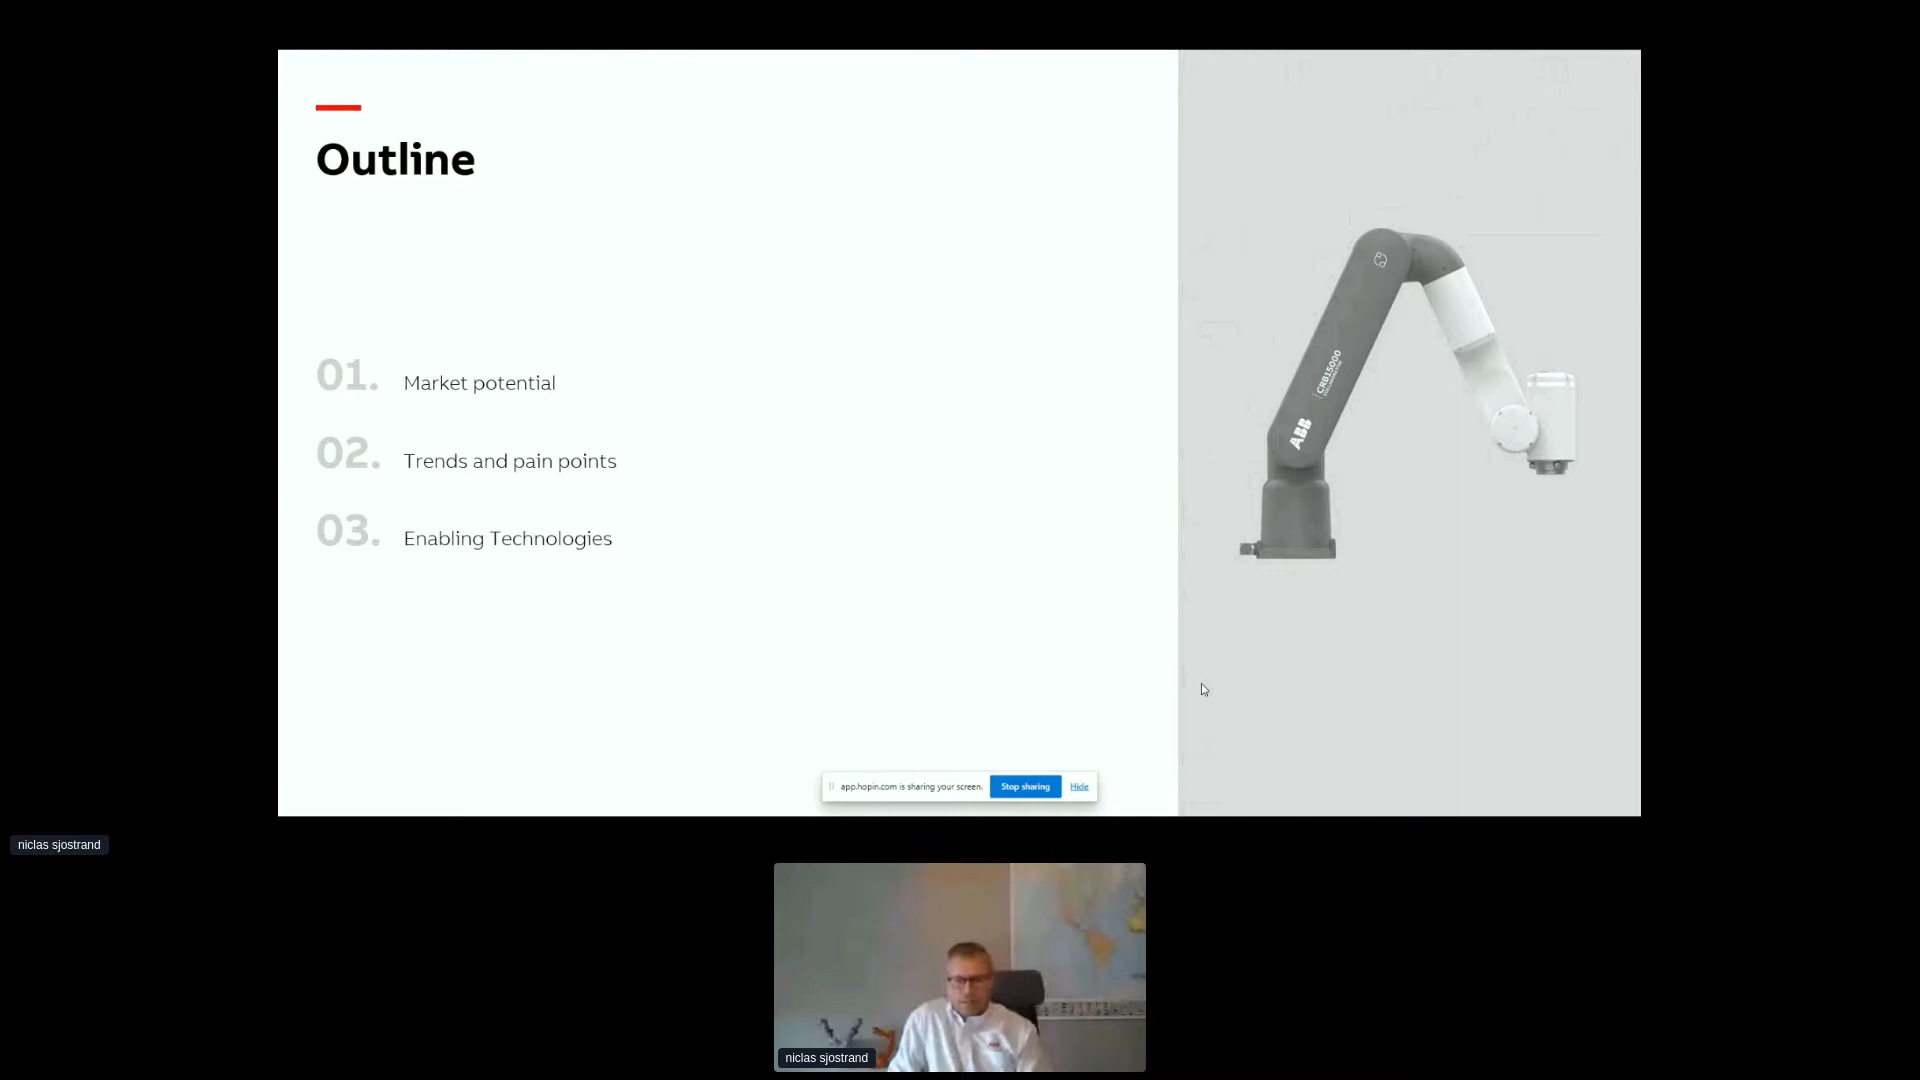 Outline
01. Market potential
02. Trends and pain points
03. Enabling Technologies
CRB15000
ABB
app.hopin.com is sharing your screen. Stop sharing Hide
niclas sjostrand
ABB
niclas sjostrand